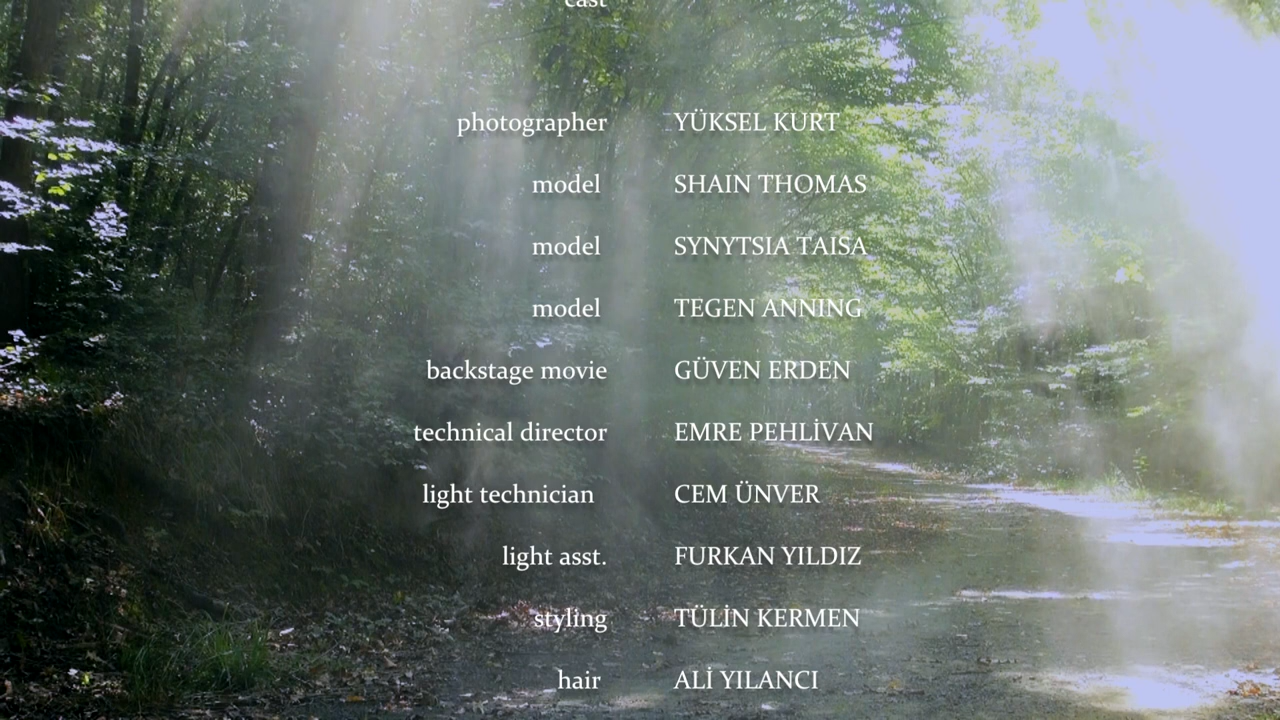 cast
photographer YÜKSEL KURT
model SHAIN THOMAS
model SYNYTSIA TAISA
model TEGEN ANNING
backstage movie GÜVEN ERDEN
technical director EMRE PEHLİVAN
light technician CEM ÜNVER
light asst. FURKAN YILDIZ
styling TÜLİN KERMEN
hair ALİ YILANCI